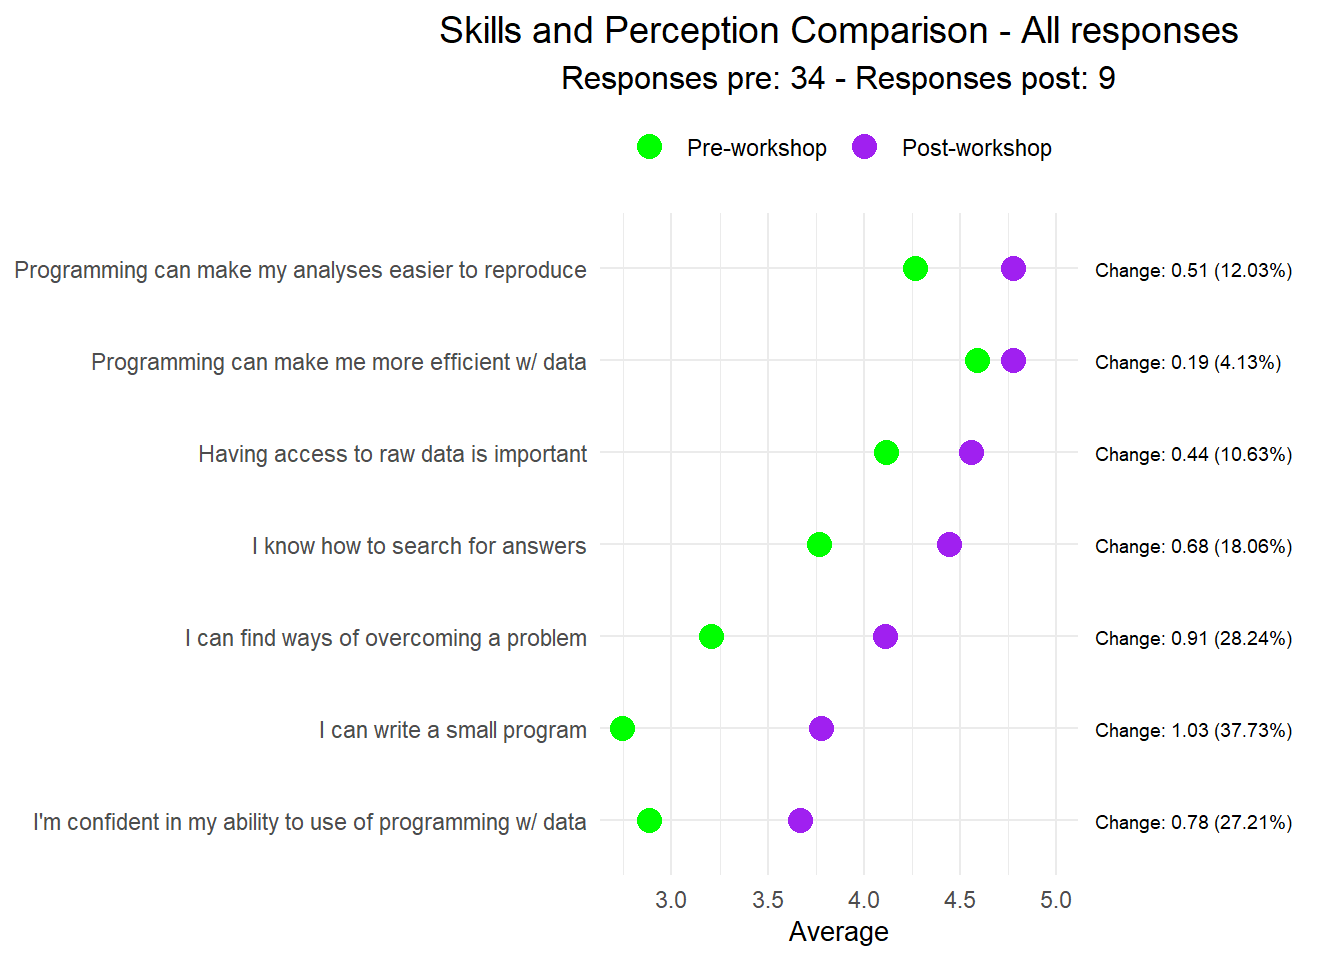 Skills and Perception Comparison - All responses
Responses pre: 34 - Responses post: 9
Pre-workshop Post-workshop
Programming can make my analyses easier to reproduce Change: 0.51 (12.03%)
Programming can make me more efficient w/ data Change: 0.19 (4.13%)
Having access to raw data is important Change: 0.44 (10.63%)
I know how to search for answers Change: 0.68 (18.06%)
I can find ways of overcoming a problem Change: 0.91 (28.24%)
I can write a small program Change: 1.03 (37.73%)
I'm confident in my ability to use of programming w/ data Change: 0.78 (27.21%)
3.0 3.5 4.0 4.5 5.0
Average